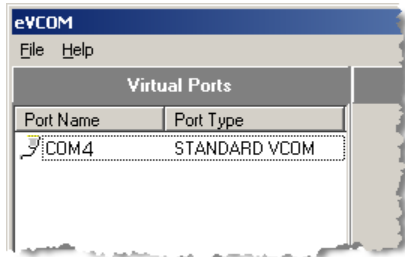 eVCOM
File Help
Virtual Ports
Port Name Port Type
COM4 STANDARD VCOM